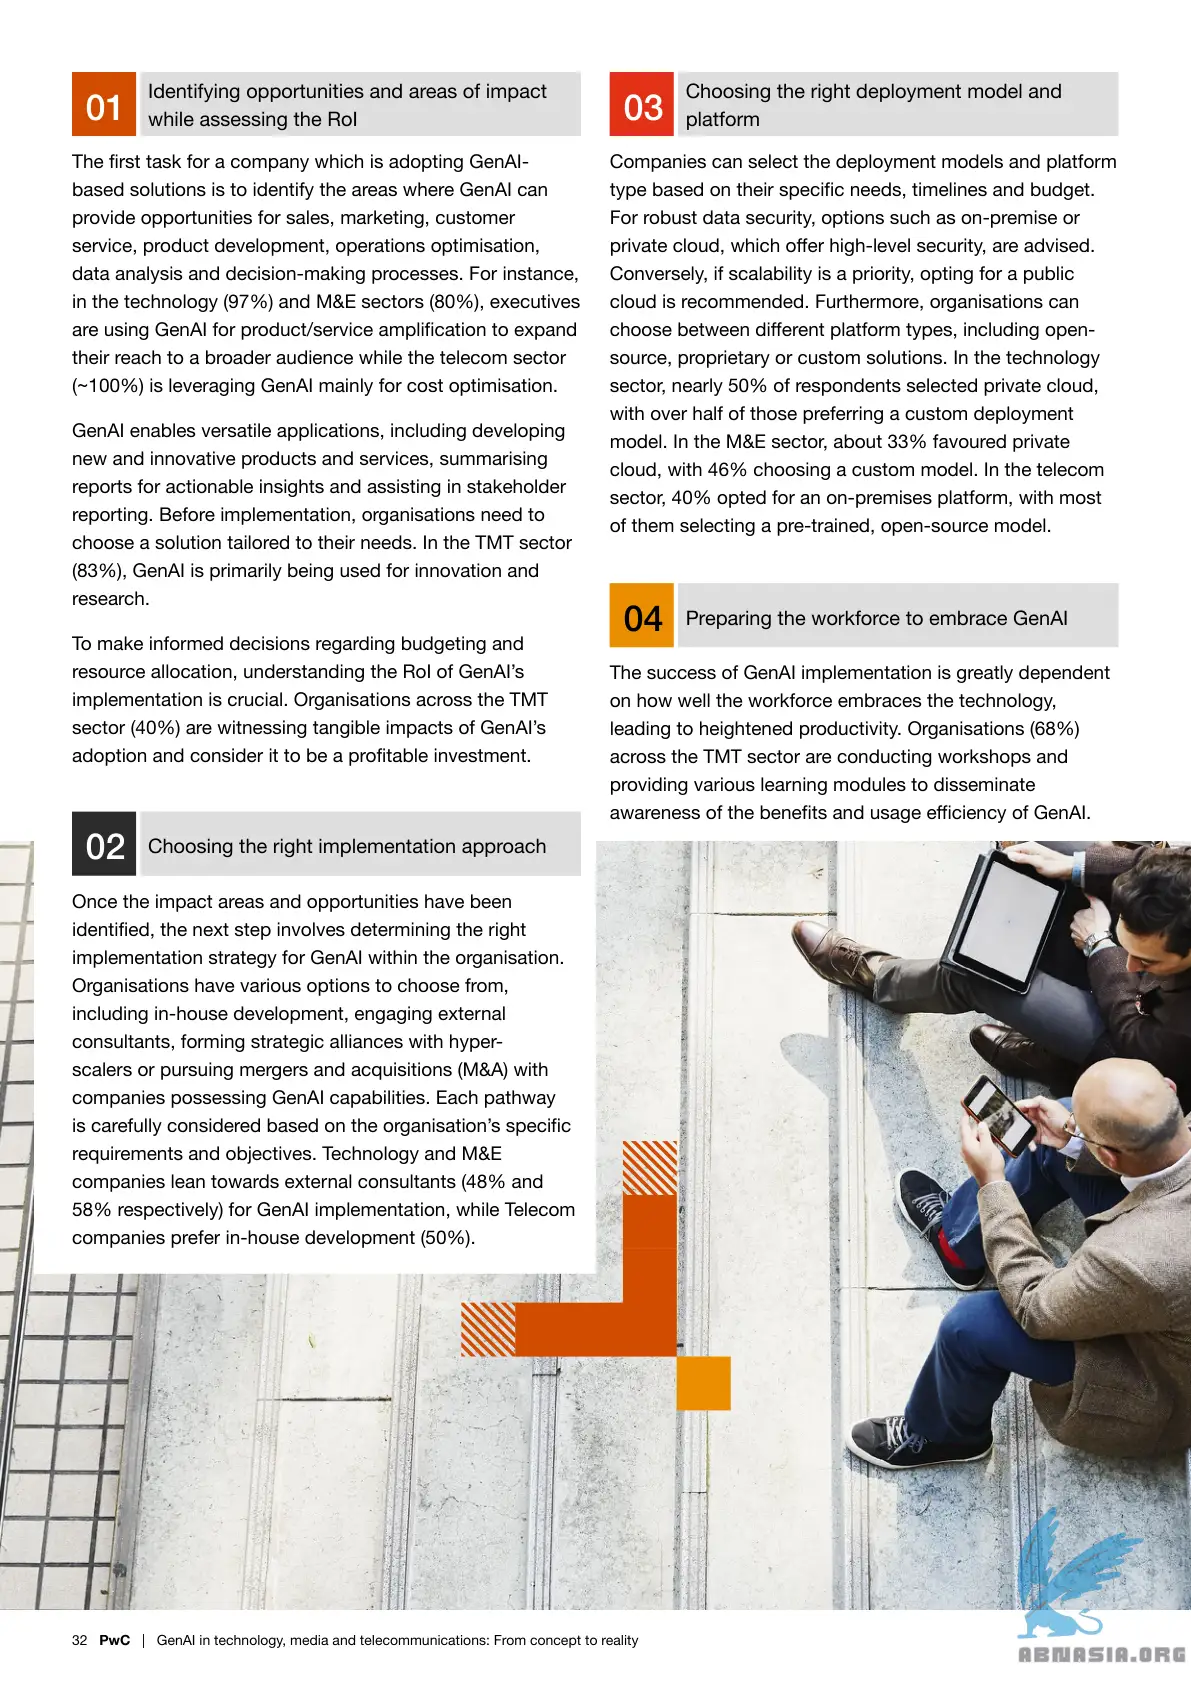 01
Identifying opportunities and areas of impact
while assessing the RoI
The first task for a company which is adopting GenAI-
based solutions is to identify the areas where GenAI can
provide opportunities for sales, marketing, customer
service, product development, operations optimisation,
data analysis and decision-making processes. For instance,
in the technology (97%) and M&E sectors (80%), executives
are using GenAI for product/service amplification to expand
their reach to a broader audience while the telecom sector
(~100%) is leveraging GenAI mainly for cost optimisation.
GenAI enables versatile applications, including developing
new and innovative products and services, summarising
reports for actionable insights and assisting in stakeholder
reporting. Before implementation, organisations need to
choose a solution tailored to their needs. In the TMT sector
(83%), GenAI is primarily being used for innovation and
research.
To make informed decisions regarding budgeting and
resource allocation, understanding the RoI of GenAI's
implementation is crucial. Organisations across the TMT
sector (40%) are witnessing tangible impacts of GenAI's
adoption and consider it to be a profitable investment.
02
Choosing the right implementation approach
Once the impact areas and opportunities have been
identified, the next step involves determining the right
implementation strategy for GenAI within the organisation.
Organisations have various options to choose from,
including in-house development, engaging external
consultants, forming strategic alliances with hyper-
scalers or pursuing mergers and acquisitions (M&A) with
companies possessing GenAI capabilities. Each pathway
is carefully considered based on the organisation's specific
requirements and objectives. Technology and M&E
companies lean towards external consultants (48% and
58% respectively) for GenAI implementation, while Telecom
companies prefer in-house development (50%).
03
Choosing the right deployment model and
platform
Companies can select the deployment models and platform
type based on their specific needs, timelines and budget.
For robust data security, options such as on-premise or
private cloud, which offer high-level security, are advised.
Conversely, if scalability is a priority, opting for a public
cloud is recommended. Furthermore, organisations can
choose between different platform types, including open-
source, proprietary or custom solutions. In the technology
sector, nearly 50% of respondents selected private cloud,
with over half of those preferring a custom deployment
model. In the M&E sector, about 33% favoured private
cloud, with 46% choosing a custom model. In the telecom
sector, 40% opted for an on-premises platform, with most
of them selecting a pre-trained, open-source model.
04
Preparing the workforce to embrace GenAI
The success of GenAI implementation is greatly dependent
on how well the workforce embraces the technology,
leading to heightened productivity. Organisations (68%)
across the TMT sector are conducting workshops and
providing various learning modules to disseminate
awareness of the benefits and usage efficiency of GenAI.
32 PwC | GenAI in technology, media and telecommunications: From concept to reality
ABNASIA.ORG